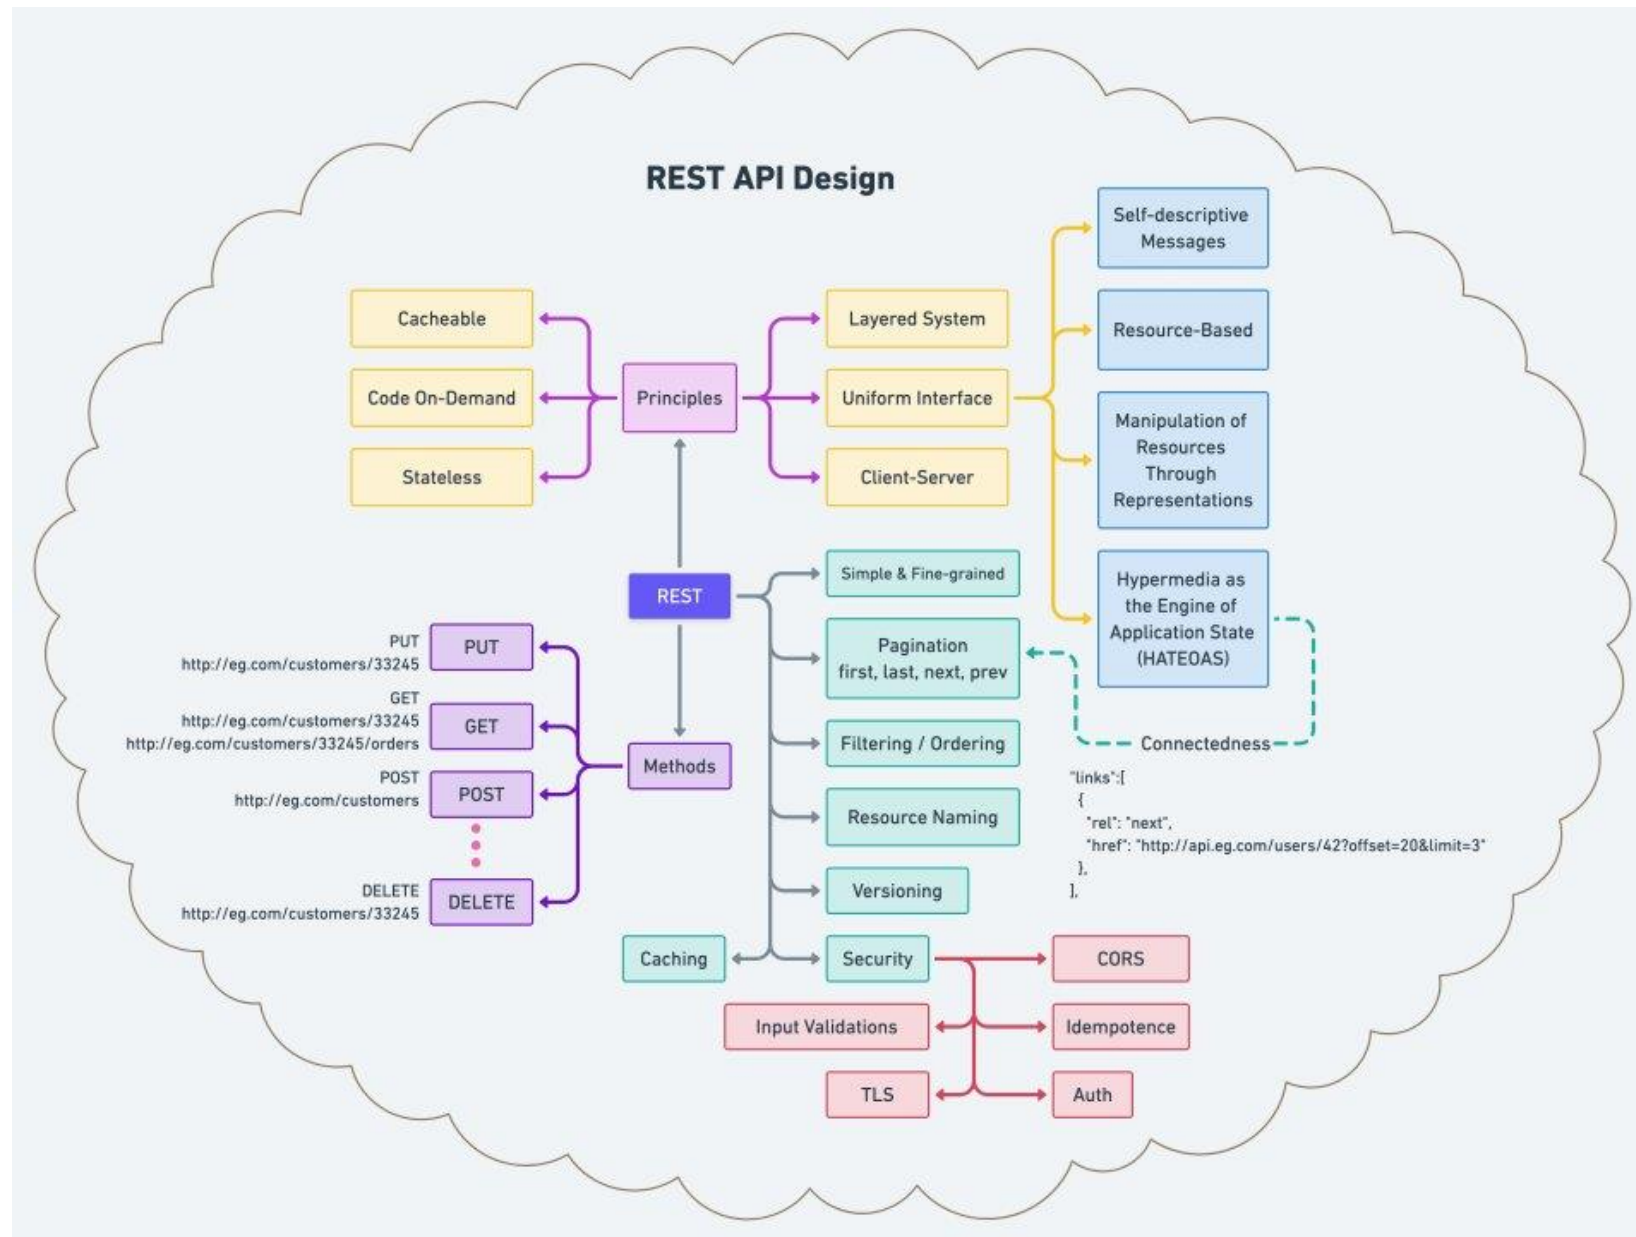 REST API Design
Self-descriptive
Messages
Cacheable
Layered System
Resource-Based
Code On-Demand
Principles
Uniform Interface
Manipulation of
Resources
Through
Representations
Stateless
Client-Server
Simple & Fine-grained
Hypermedia as
the Engine of
Application State
(HATEOAS)
REST
Pagination
first, last, next, prev
PUT
http://eg.com/customers/33245
PUT
GET
http://eg.com/customers/33245
http://eg.com/customers/33245/orders
GET
Filtering / Ordering
Connectedness
Methods
POST
http://eg.com/customers
POST
"links":[
{
"rel": "next",
"href": "http://api.eg.com/users/42?offset=20&limit=3"
},
],
Resource Naming
DELETE
http://eg.com/customers/33245
DELETE
Versioning
Caching
Security
CORS
Input Validations
Idempotence
TLS
Auth